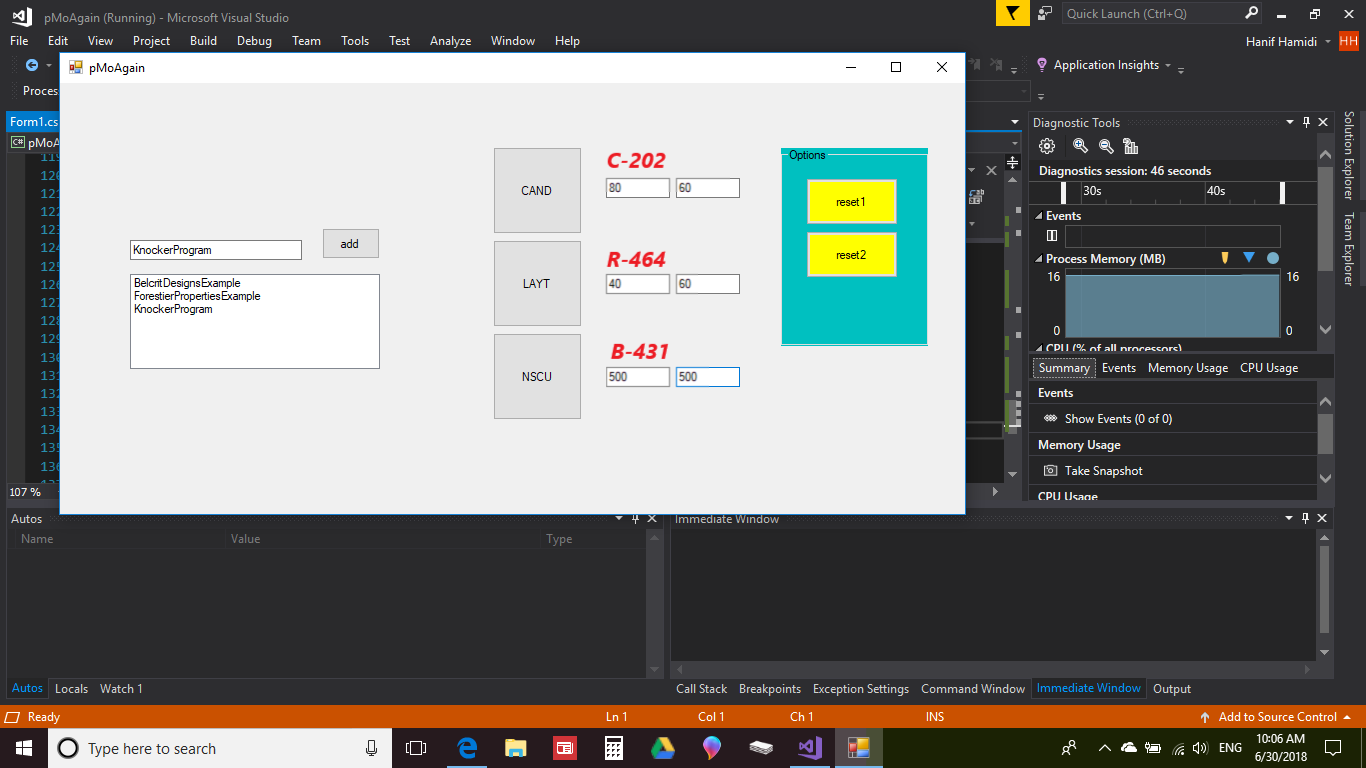 pMoAgain (Running) - Microsoft Visual Studio
Quick Launch (Ctrl+Q)
File Edit View Project Build Debug Team Tools Test Analyze Window Help
Hanif Hamidi HH
pMoAgain
Application Insights
Form1.cs
Diagnostic Tools
Diagnostics session: 46 seconds
30s 40s
Events
Process Memory (MB)
16 16
0 0
CPU (% of all processors)
Summary Events Memory Usage CPU Usage
Events
Show Events (0 of 0)
Memory Usage
Take Snapshot
CPU Usage
Solution Explorer
Team Explorer
C#
120
121
122
123
124
125
126
127
128
129
130
131
132
133
134
135
136
107 %
KnockerProgram
add
BelcritDesignsExample
ForestierPropertiesExample
KnockerProgram
CAND
C-202
80 60
LAYT
R-464
40 60
NSCU
B-431
500 500
Options
reset1
reset2
Autos
Name Value Type
Autos Locals Watch 1
Immediate Window
Call Stack Breakpoints Exception Settings Command Window Immediate Window Output
Ready Ln 1 Col 1 Ch 1 INS Add to Source Control
Type here to search
ENG
10:06 AM
6/30/2018